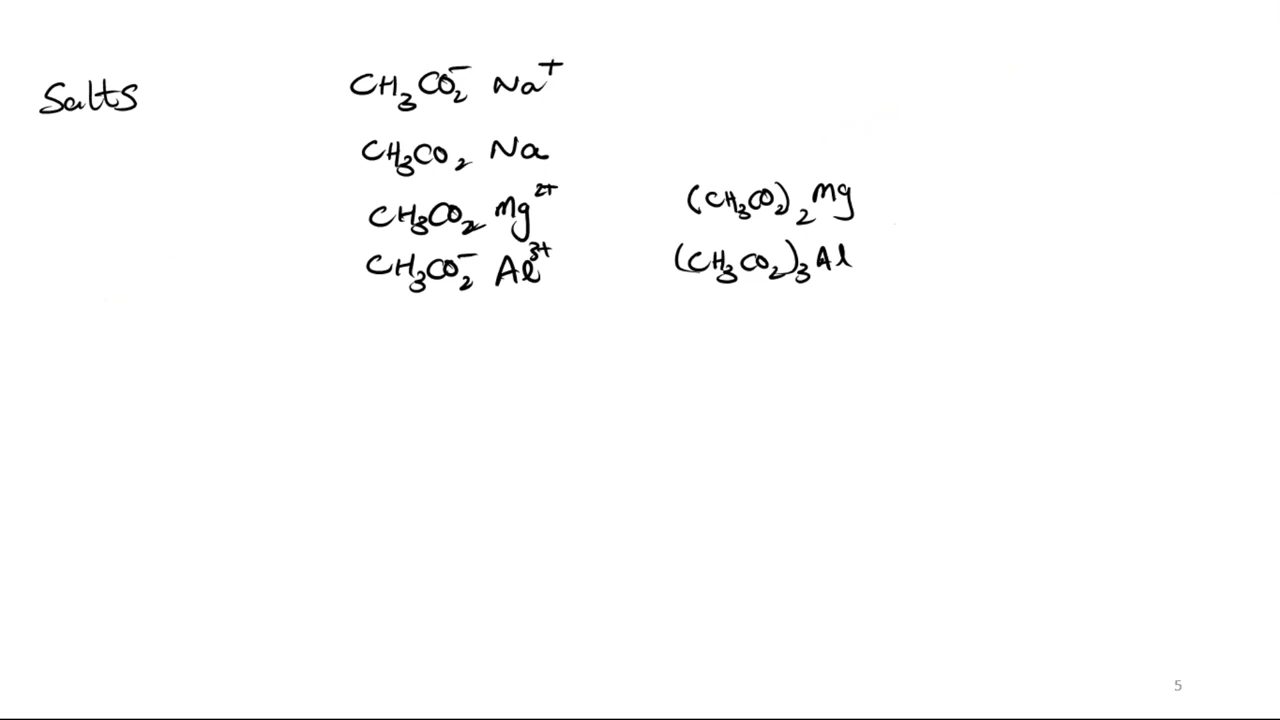 Salts CH₃CO₂⁻ Na⁺
CH₃CO₂ Na
CH₃CO₂ Mg²⁺ (CH₃CO₂)₂Mg
CH₃CO₂⁻ Al³⁺ (CH₃CO₂)₃Al
5